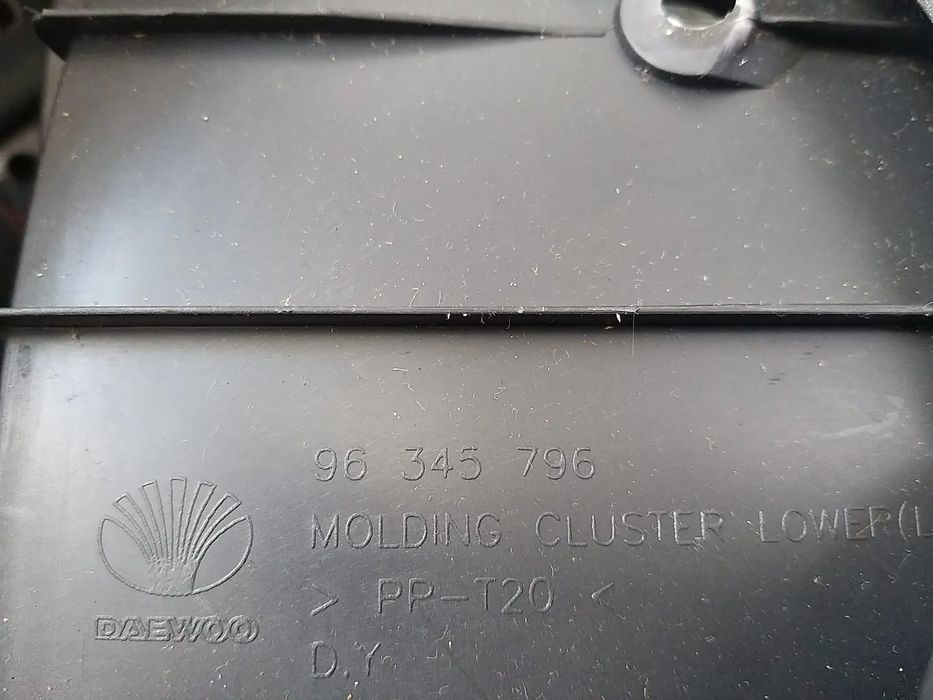 96 345 796
MOLDING CLUSTER LOWER(L
> PP-T20 <
D.Y
DAEWOO